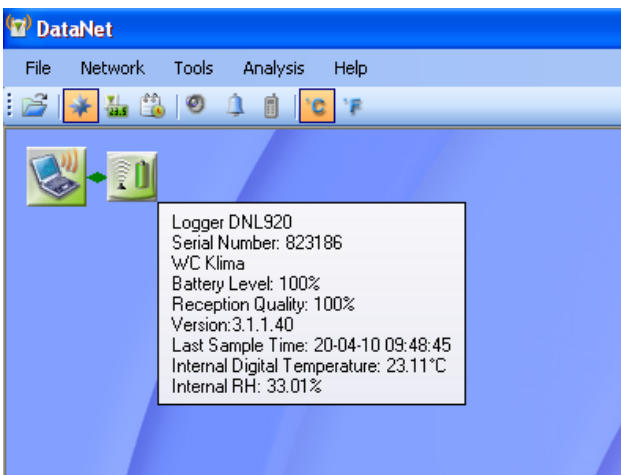 DataNet
File Network Tools Analysis Help
23.5 °C °F
Logger DNL920
Serial Number: 823186
WC Klima
Battery Level: 100%
Reception Quality: 100%
Version:3.1.1.40
Last Sample Time: 20-04-10 09:48:45
Internal Digital Temperature: 23.11°C
Internal RH: 33.01%